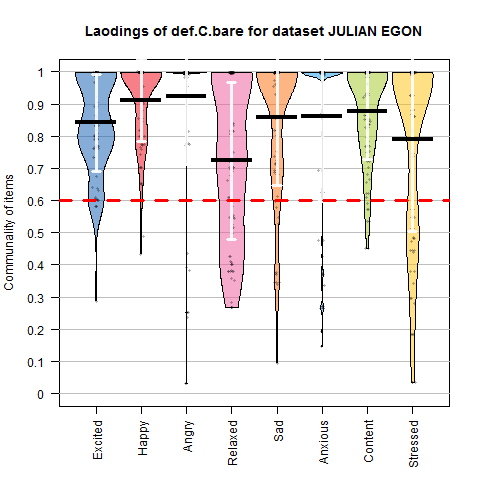 Laodings of def.C.bare for dataset JULIAN EGON
Communality of items
1
0.9
0.8
0.7
0.6
0.5
0.4
0.3
0.2
0.1
0
Excited
Happy
Angry
Relaxed
Sad
Anxious
Content
Stressed